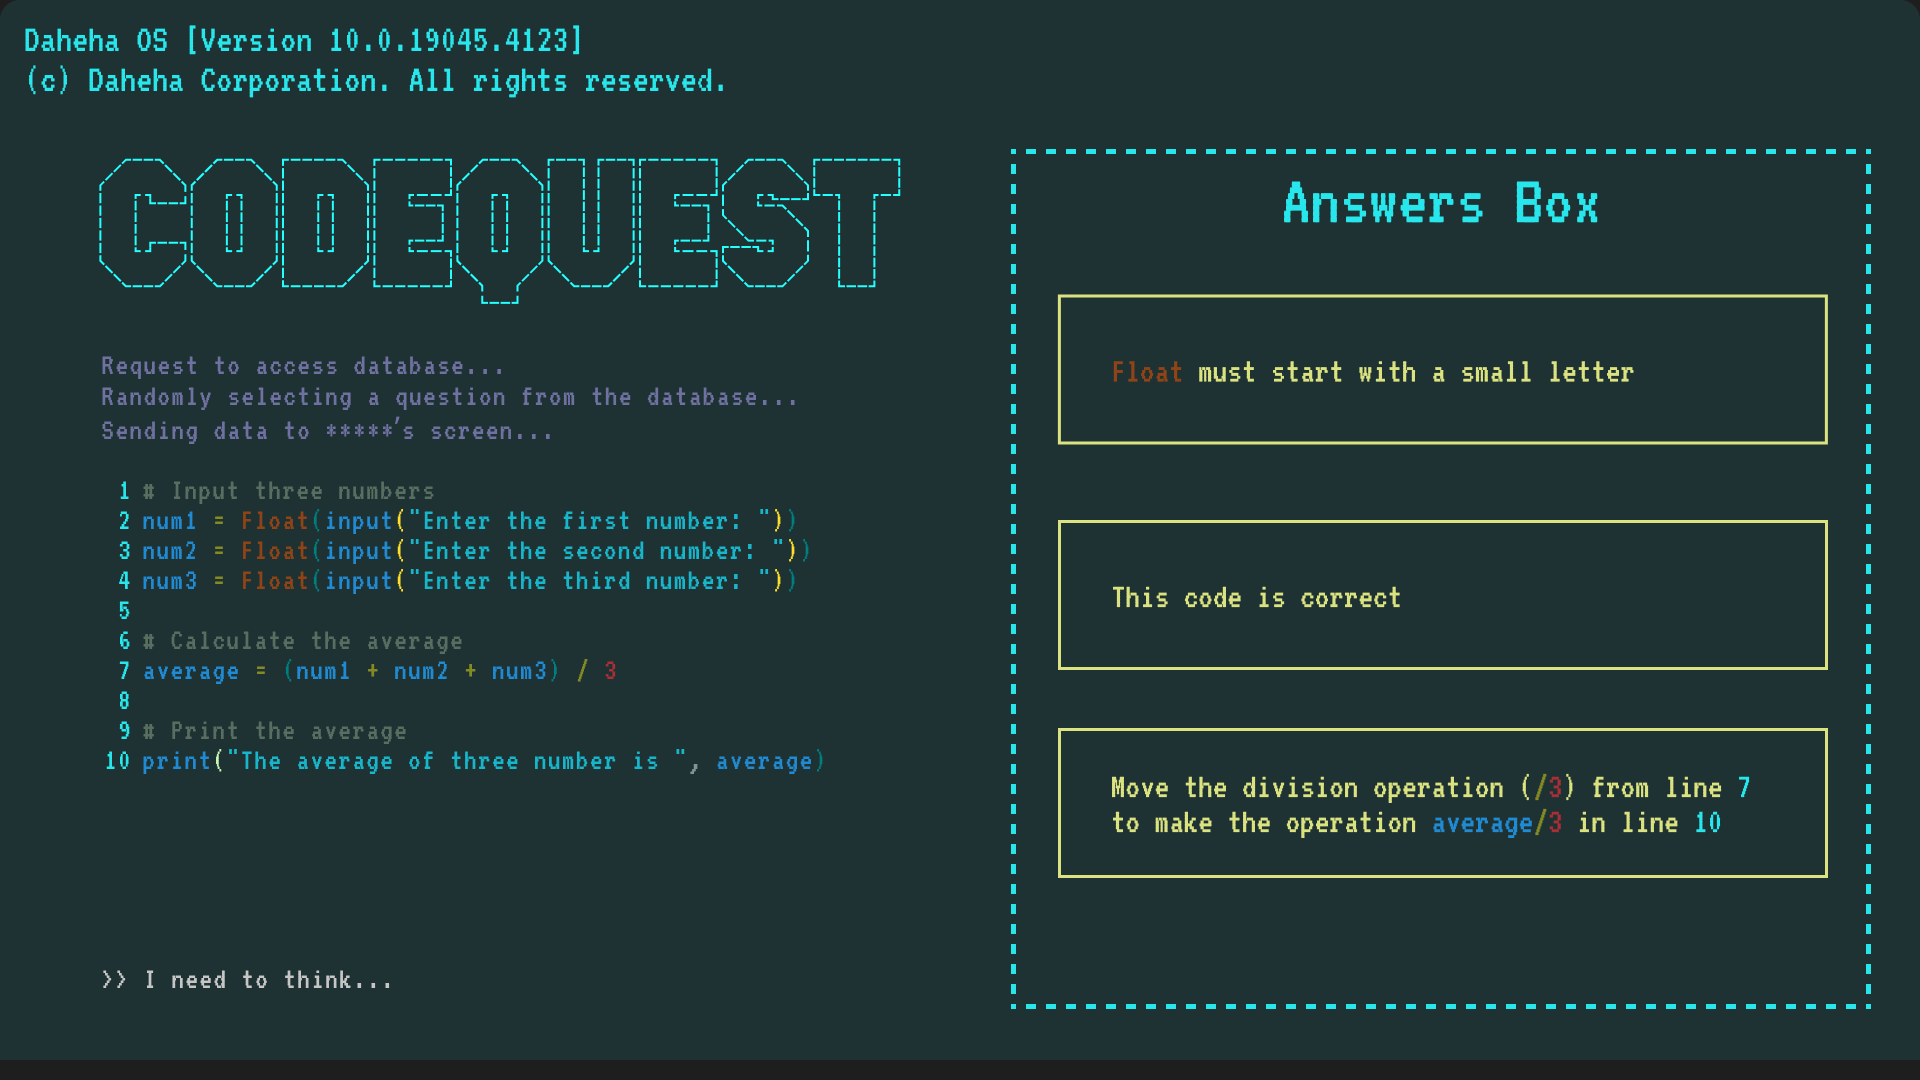 Daheha OS [Version 10.0.19045.4123]
(c) Daheha Corporation. All rights reserved.
CODEQUEST
Request to access database...
Randomly selecting a question from the database...
Sending data to *****'s screen...
1 # Input three numbers
2 num1 = Float(input("Enter the first number: "))
3 num2 = Float(input("Enter the second number: "))
4 num3 = Float(input("Enter the third number: "))
5
6 # Calculate the average
7 average = (num1 + num2 + num3) / 3
8
9 # Print the average
10 print("The average of three number is ", average)
>> I need to think...
Answers Box
Float must start with a small letter
This code is correct
Move the division operation (/3) from line 7
to make the operation average/3 in line 10